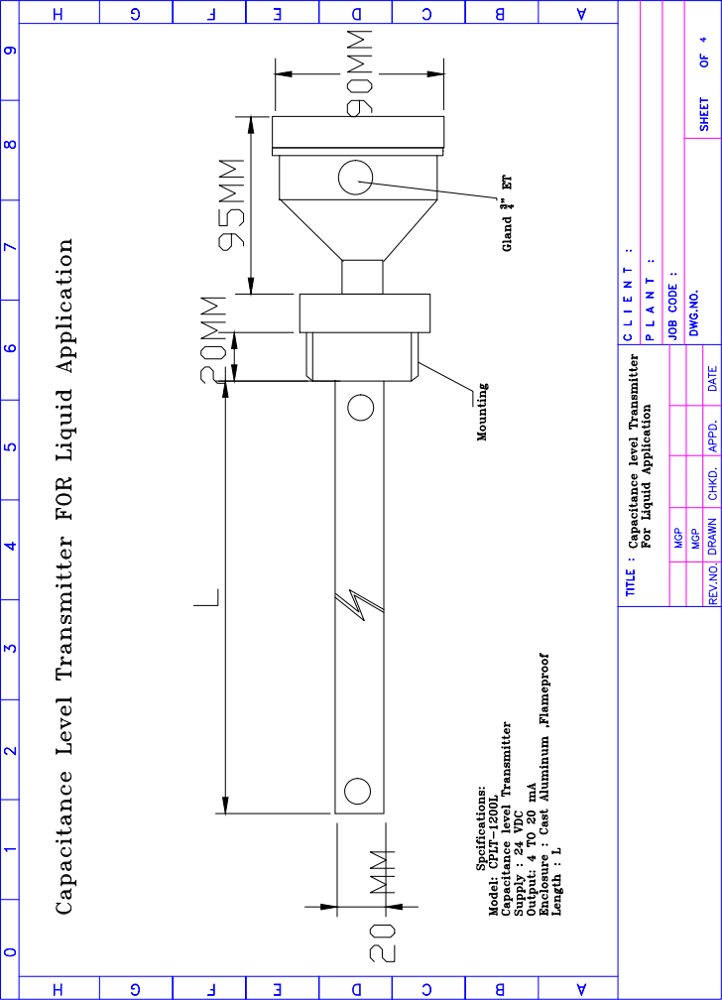 Capacitance Level Transmitter FOR Liquid Application
H G F E D C B A
0 1 2 3 4 5 6 7 8 9
H G F E D C B A
90MM
95MM
20MM
L
20 MM
Gland 3/4" ET
Mounting
Spcifications:
Model: CPLT-1200L
Capacitance level Transmitter
Supply : 24 VDC
Output: 4 TO 20 mA
Enclosure : Cast Aluminum ,Flameproof
Length : L
TITLE : Capacitance level Transmitter
For Liquid Application
MGP
MGP
REV.NO. DRAWN CHKD. APPD. DATE
CLIENT :
PLANT :
JOB CODE :
DWG.NO.
SHEET OF 4